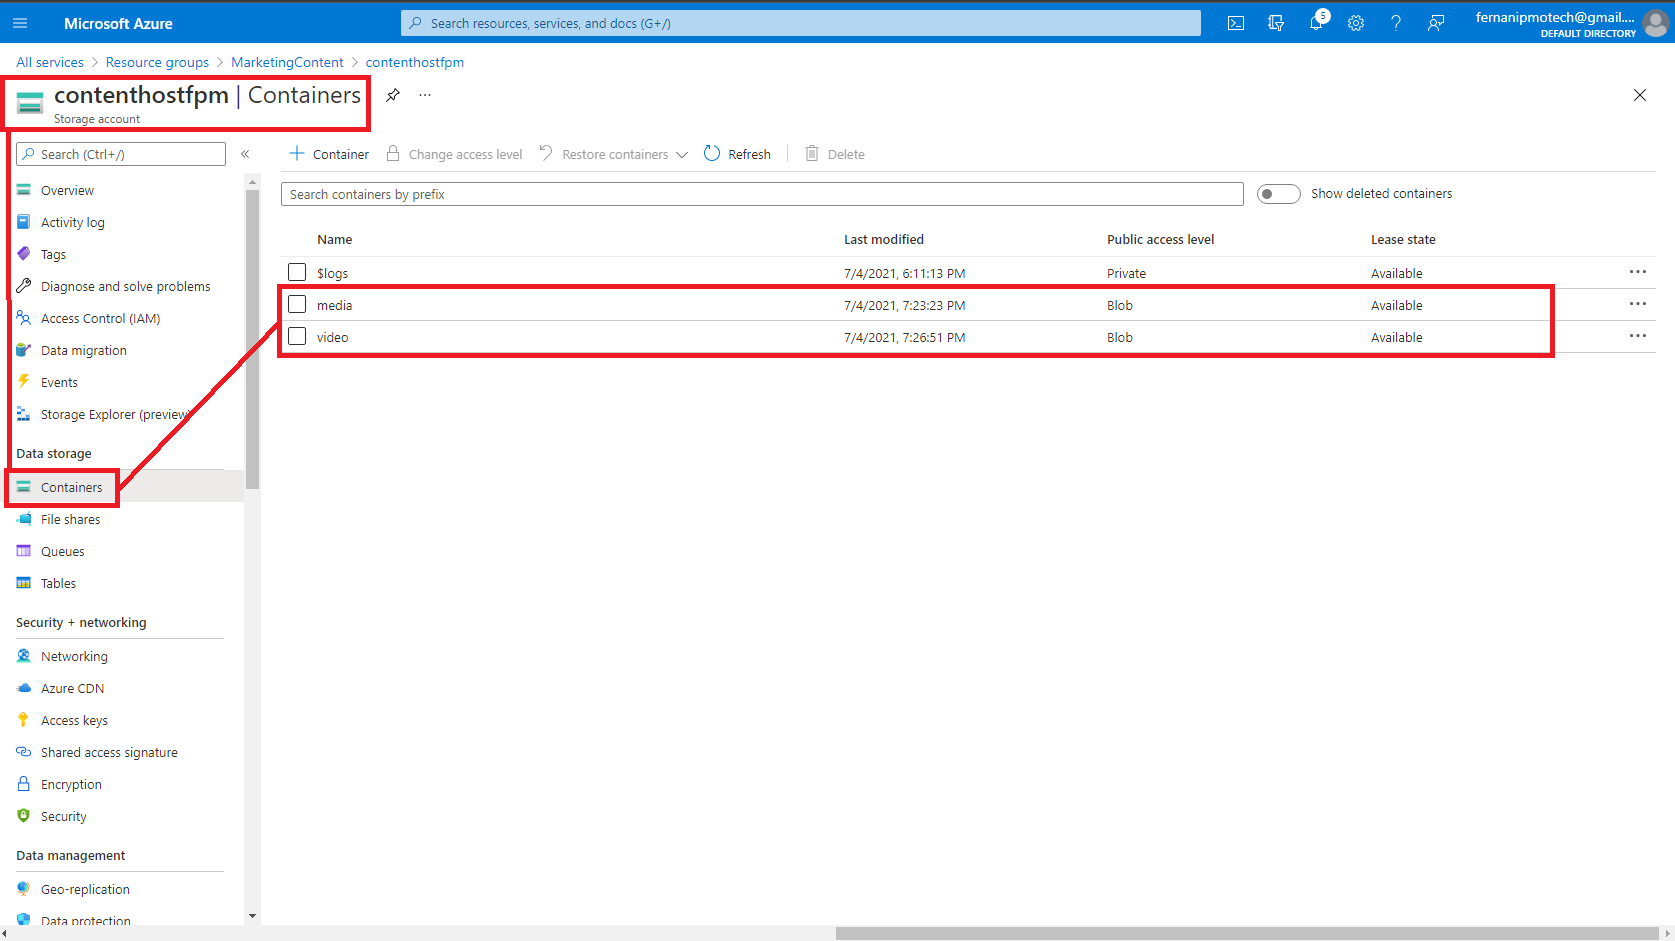 Microsoft Azure
Search resources, services, and docs (G+/)
5
fernanipmotech@gmail....
DEFAULT DIRECTORY
All services > Resource groups > MarketingContent > contenthostfpm
contenthostfpm | Containers
Storage account
Search (Ctrl+/)
Overview
Activity log
Tags
Diagnose and solve problems
Access Control (IAM)
Data migration
Events
Storage Explorer (preview)
Data storage
Containers
File shares
Queues
Tables
Security + networking
Networking
Azure CDN
Access keys
Shared access signature
Encryption
Security
Data management
Geo-replication
Data protection
Container Change access level Restore containers Refresh Delete
Search containers by prefix Show deleted containers
Name Last modified Public access level Lease state
$logs 7/4/2021, 6:11:13 PM Private Available
media 7/4/2021, 7:23:23 PM Blob Available
video 7/4/2021, 7:26:51 PM Blob Available